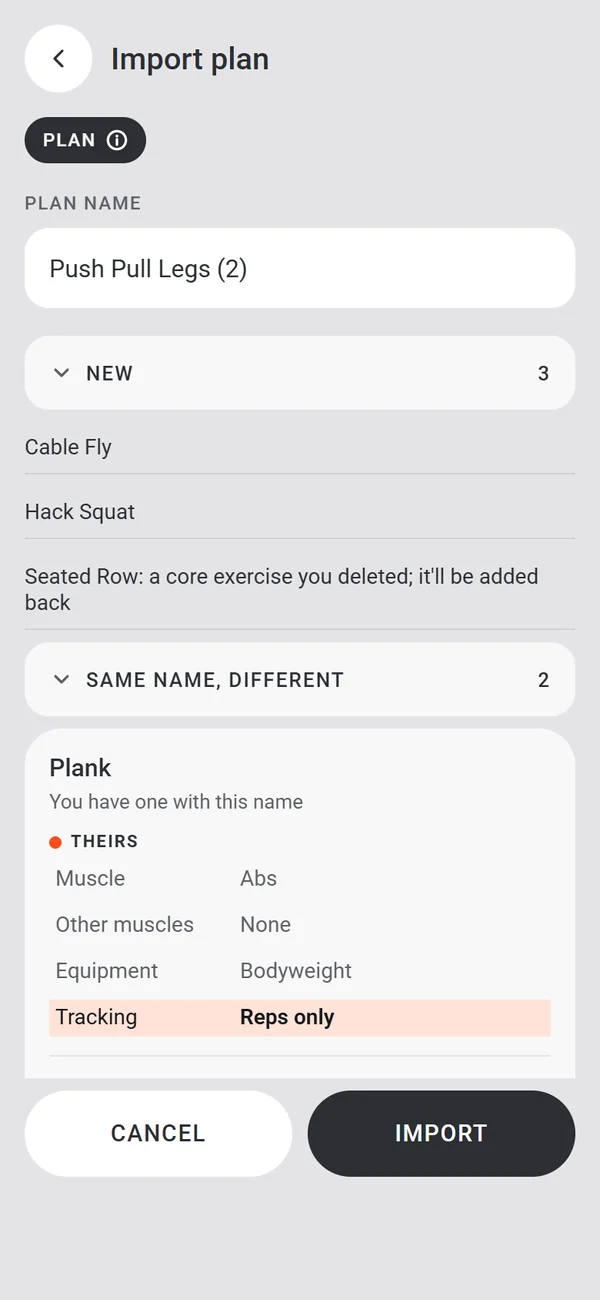 Import plan
PLAN
PLAN NAME
Push Pull Legs (2)
NEW 3
Cable Fly
Hack Squat
Seated Row: a core exercise you deleted; it'll be added
back
SAME NAME, DIFFERENT 2
Plank
You have one with this name
THEIRS
Muscle Abs
Other muscles None
Equipment Bodyweight
Tracking Reps only
CANCEL IMPORT